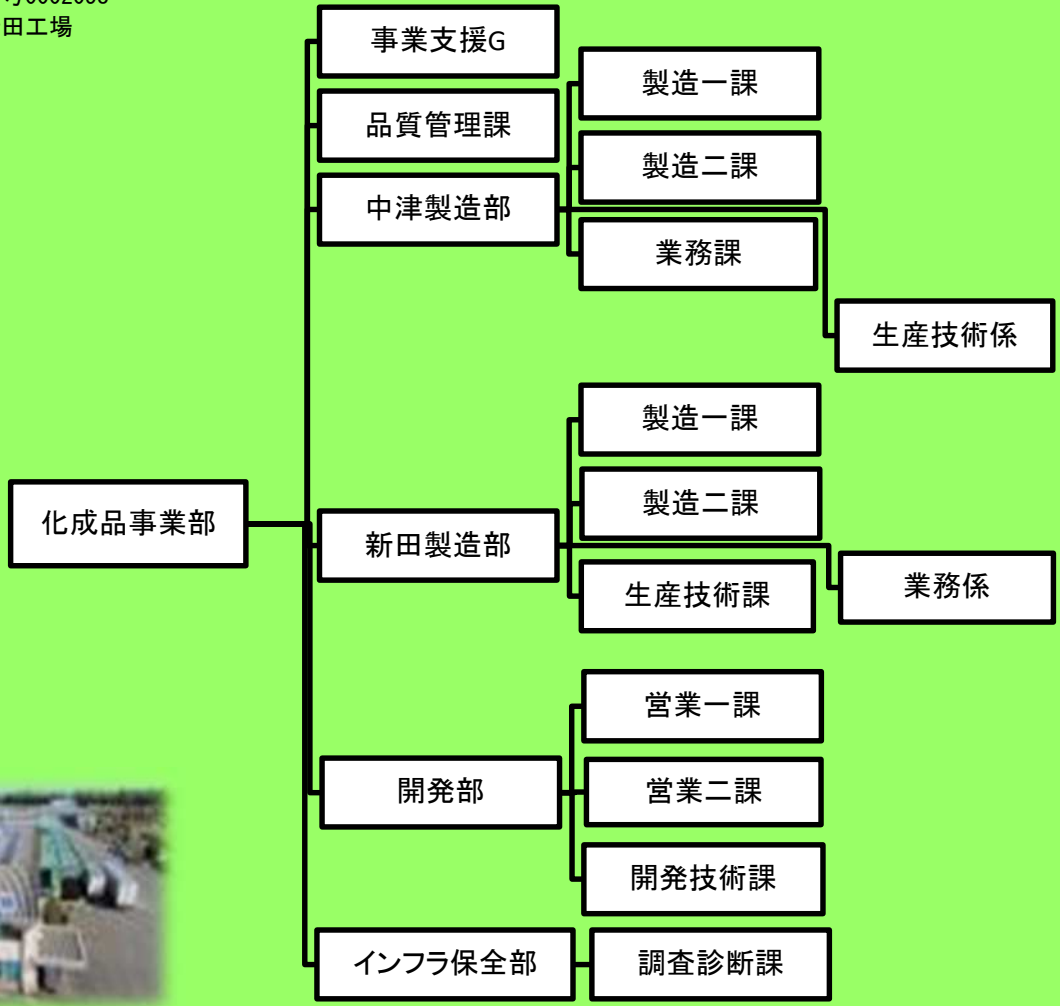 0002058
田工場
事業支援G
品質管理課
中津製造部
製造一課
製造二課
業務課
生産技術係
化成品事業部
新田製造部
製造一課
製造二課
生産技術課
業務係
開発部
営業一課
営業二課
開発技術課
インフラ保全部
調査診断課